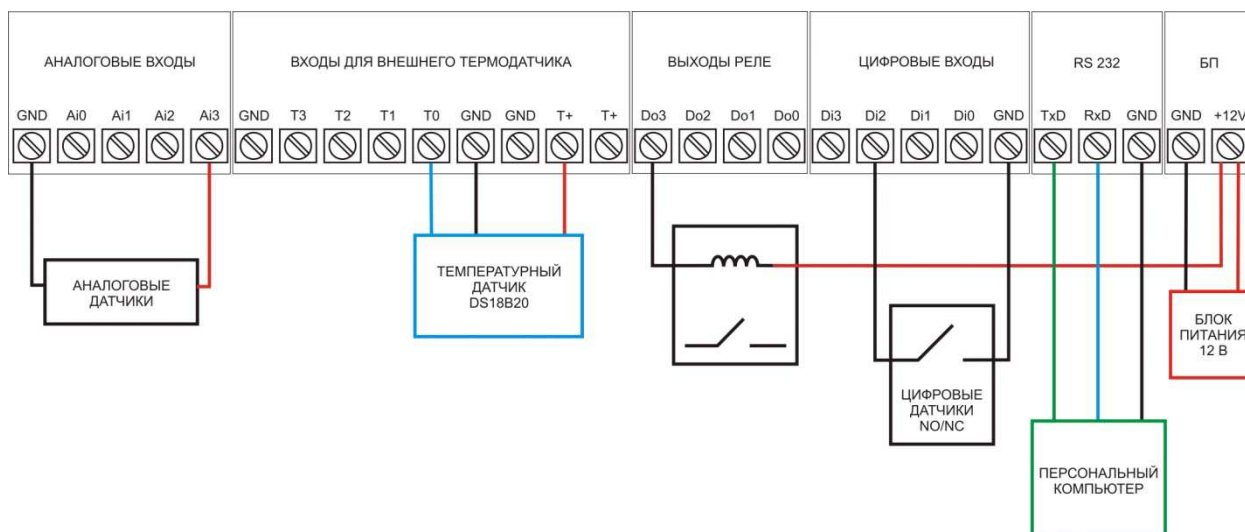 АНАЛОГОВЫЕ ВХОДЫ
ВХОДЫ ДЛЯ ВНЕШНЕГО ТЕРМОДАТЧИКА
ВЫХОДЫ РЕЛЕ
ЦИФРОВЫЕ ВХОДЫ
RS 232
БП
GND Ai0 Ai1 Ai2 Ai3
GND T3 T2 T1 T0 GND GND T+ T+
Do3 Do2 Do1 Do0
Di3 Di2 Di1 Di0 GND
TxD RxD GND
GND +12V
АНАЛОГОВЫЕ
ДАТЧИКИ
ТЕМПЕРАТУРНЫЙ
ДАТЧИК
DS18B20
ЦИФРОВЫЕ
ДАТЧИКИ
NO/NC
ПЕРСОНАЛЬНЫЙ
КОМПЬЮТЕР
БЛОК
ПИТАНИЯ
12 В